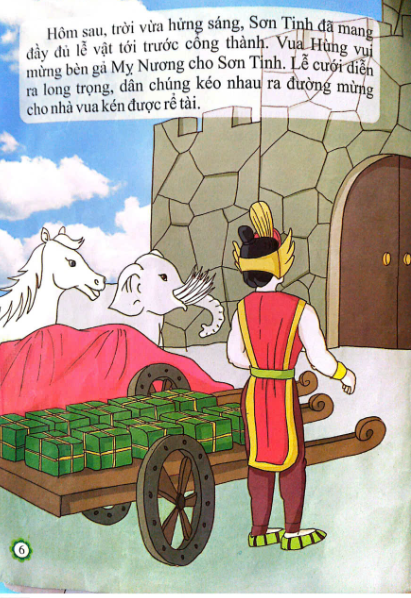 Hôm sau, trời vừa hửng sáng, Sơn Tinh đã mang
đầy đủ lễ vật tới trước cổng thành. Vua Hùng vui
mừng bèn gả Mỵ Nương cho Sơn Tinh. Lễ cưới diễn
ra long trọng, dân chúng kéo nhau ra đường mừng
cho nhà vua kén được rể tài.
6